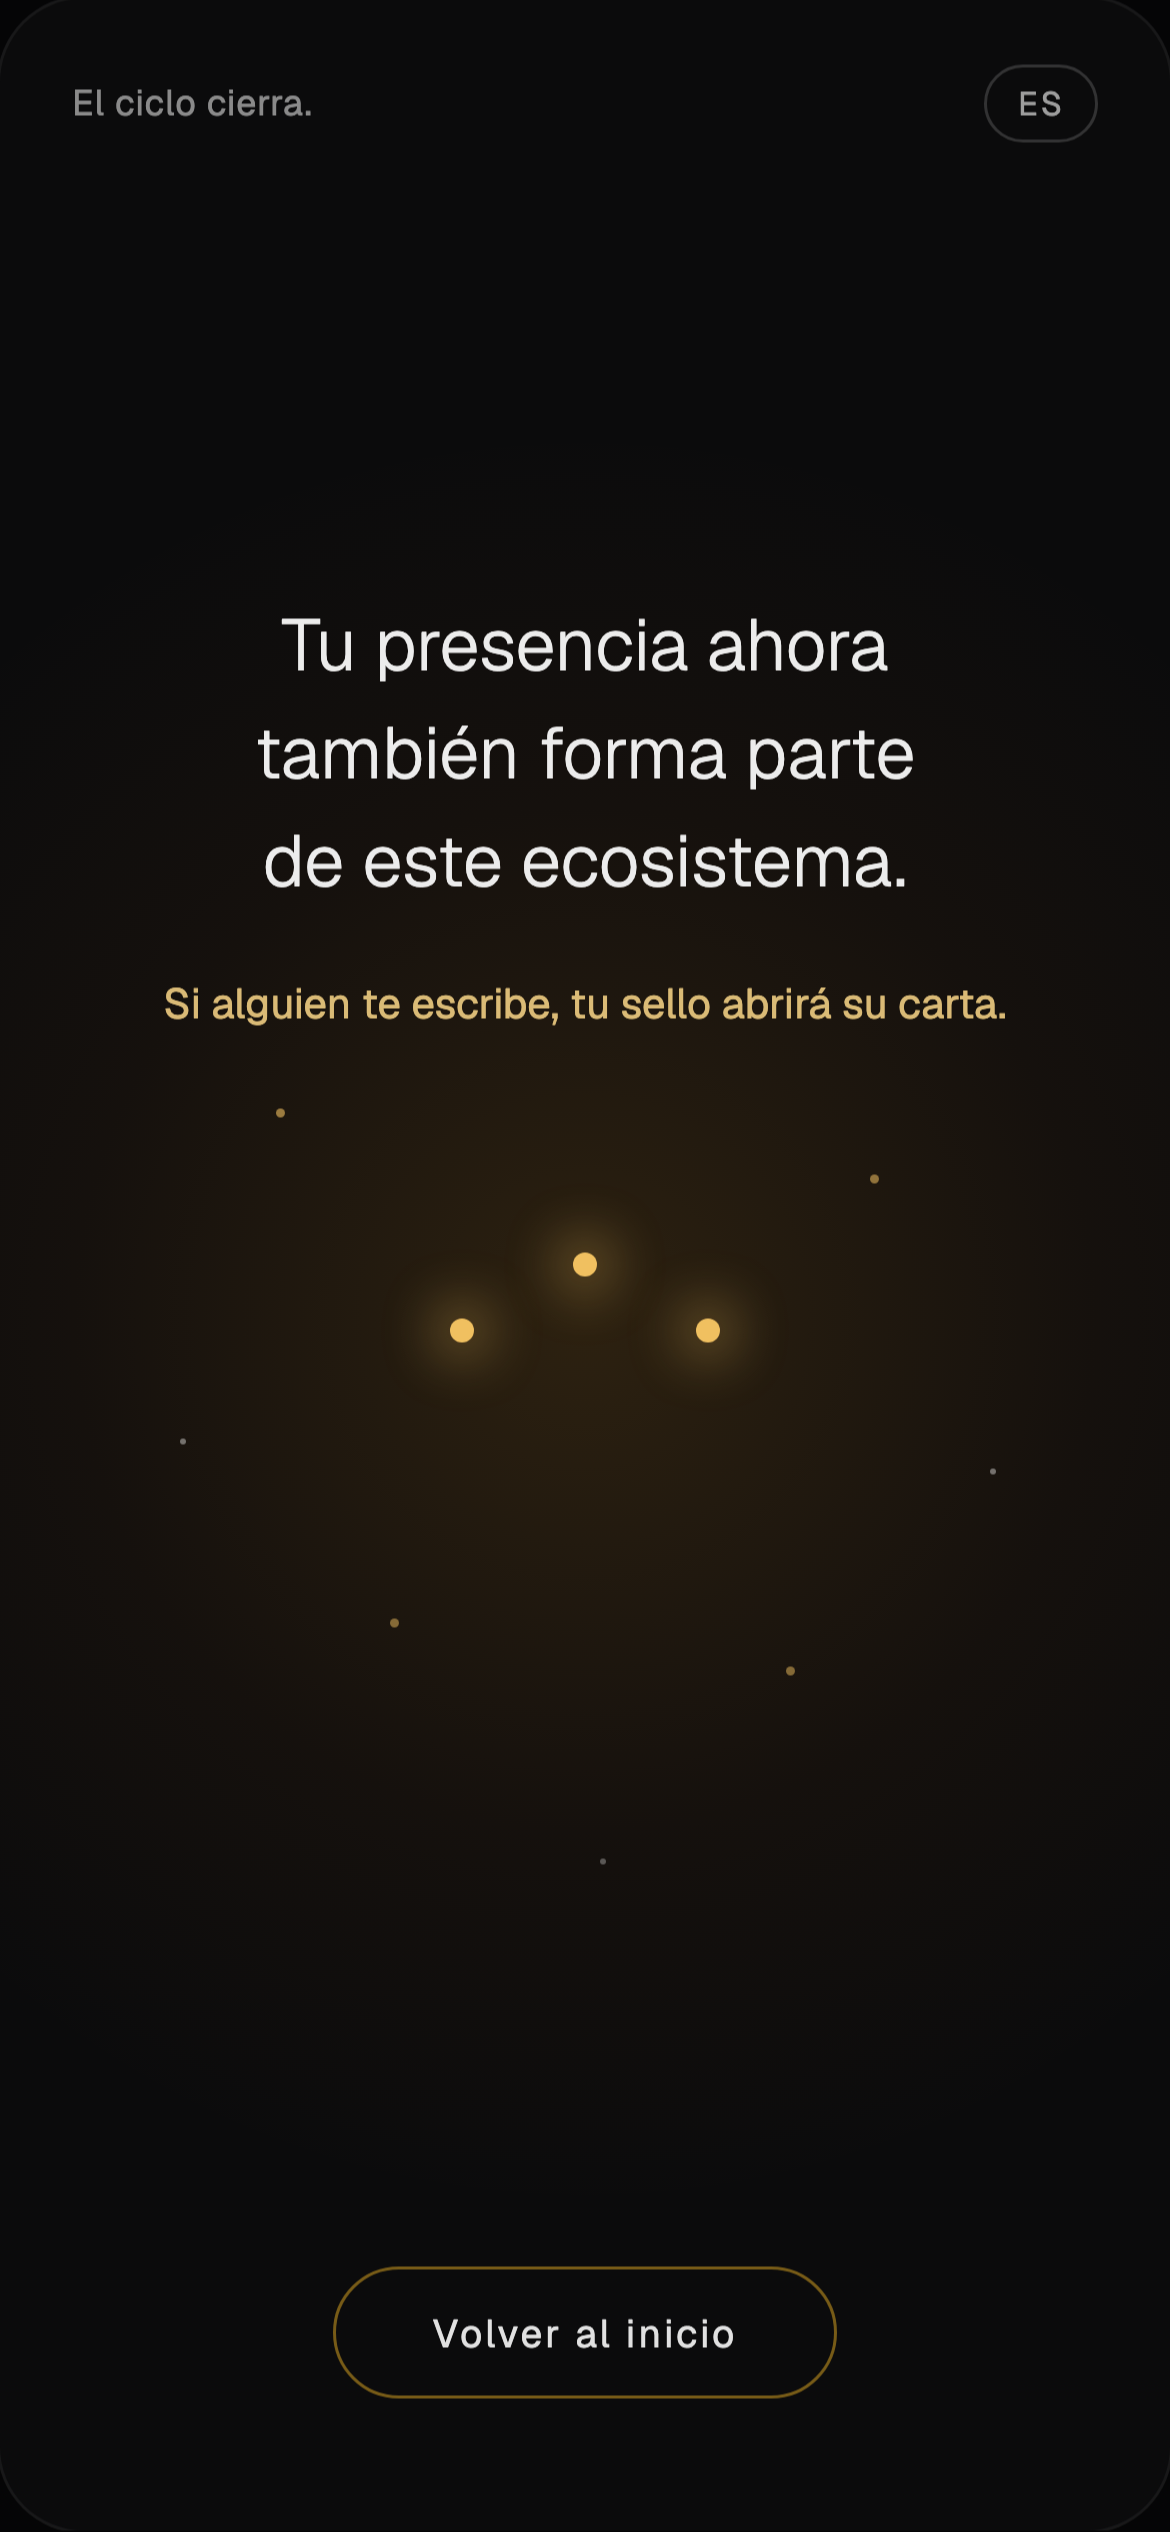 El ciclo cierra.
ES
Tu presencia ahora
también forma parte
de este ecosistema.
Si alguien te escribe, tu sello abrirá su carta.
Volver al inicio